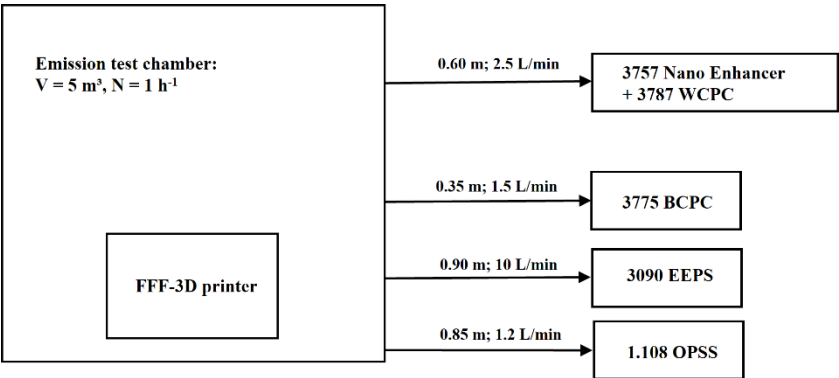 Emission test chamber:
V = 5 m³, N = 1 h⁻¹
0.60 m; 2.5 L/min
3757 Nano Enhancer
+ 3787 WCPC
0.35 m; 1.5 L/min
3775 BCPC
FFF-3D printer
0.90 m; 10 L/min
3090 EEPS
0.85 m; 1.2 L/min
1.108 OPSS